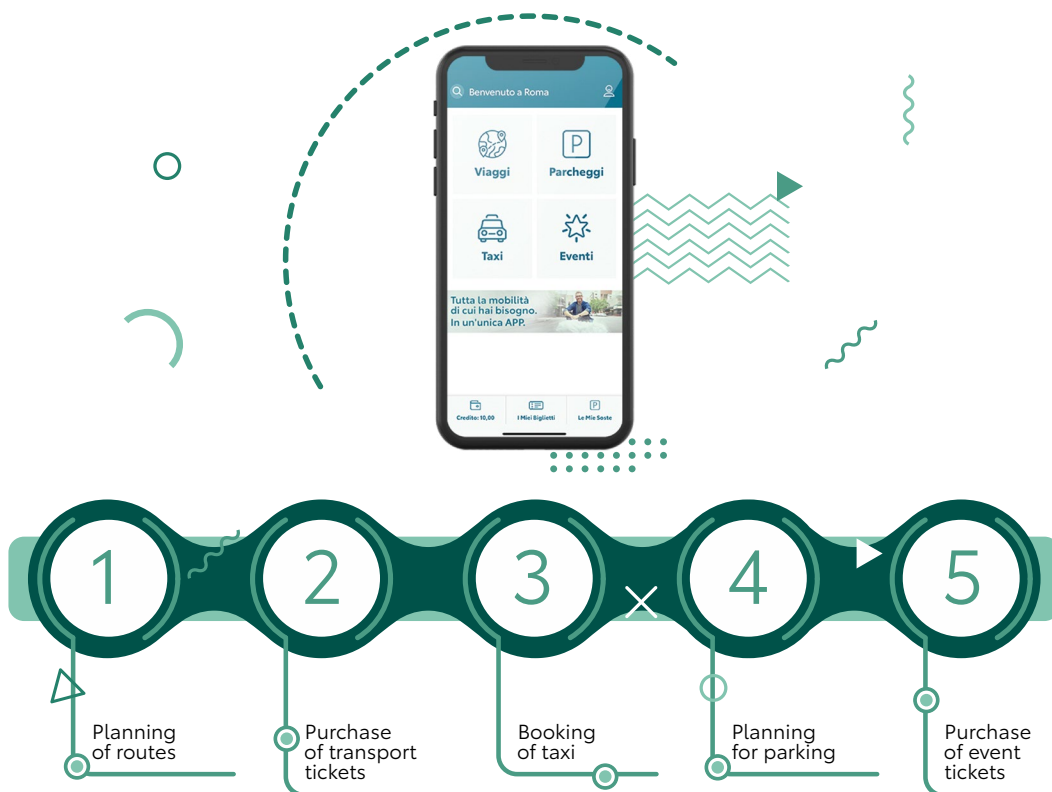 Benvenuto a Roma
P
Viaggi
Parcheggi
Taxi
Eventi
Tutta la mobilità
di cui hai bisogno.
In un'unica APP.
P
Credito: 10,00
I Miei Biglietti
Le Mie Soste
1
2
3
4
5
Planning
of routes
Purchase
of transport
tickets
Booking
of taxi
Planning
for parking
Purchase
of event
tickets